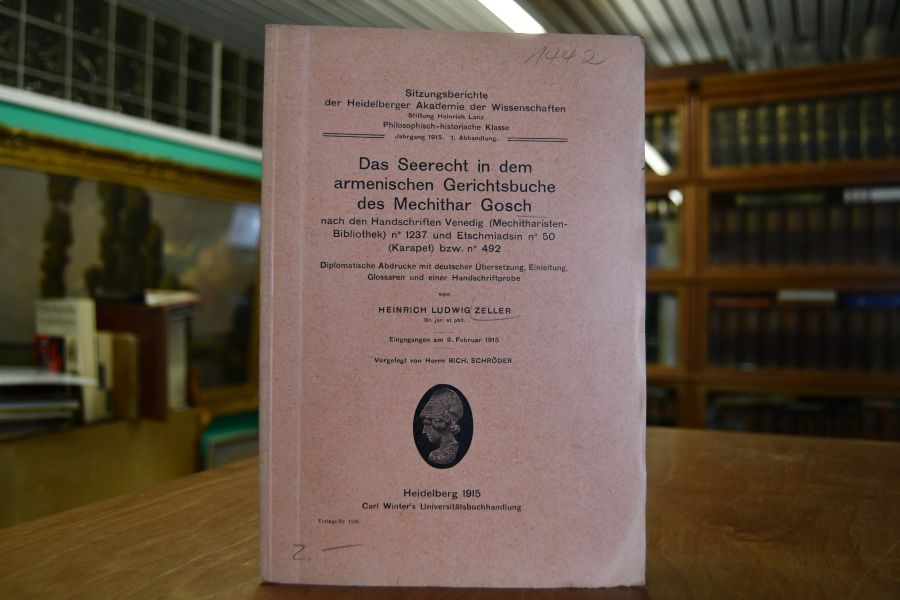 1442
Sitzungsberichte
der Heidelberger Akademie der Wissenschaften
Stiftung Heinrich Lanz
Philosophisch-historische Klasse
Jahrgang 1915. 1. Abhandlung.
Das Seerecht in dem
armenischen Gerichtsbuche
des Mechithar Gosch
nach den Handschriften Venedig (Mechitharisten-
Bibliothek) n° 1237 und Etschmiadsin n° 50
(Karapet) bzw. n° 492
Diplomatische Abdrucke mit deutscher Übersetzung, Einleitung,
Glossaren und einer Handschriftprobe
von
HEINRICH LUDWIG ZELLER
Dr. jur. et phil.
Eingegangen am 9. Februar 1915
Vorgelegt von Herrn RICH. SCHRÖDER
Heidelberg 1915
Carl Winter's Universitätsbuchhandlung
Verlags-Nr.
2.—